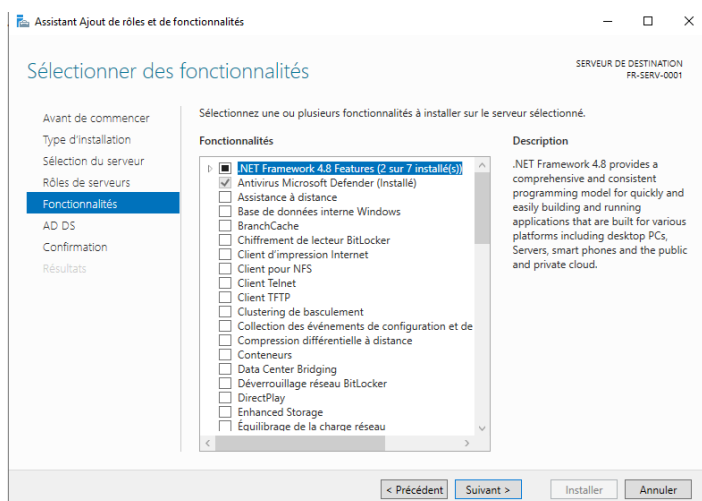 Assistant Ajout de rôles et de fonctionnalités
Sélectionner des fonctionnalités
SERVEUR DE DESTINATION
FR-SERV-0001
Avant de commencer
Type d'installation
Sélection du serveur
Rôles de serveurs
Fonctionnalités
AD DS
Confirmation
Résultats
Sélectionnez une ou plusieurs fonctionnalités à installer sur le serveur sélectionné.
Fonctionnalités
.NET Framework 4.8 Features (2 sur 7 installé(s))
Antivirus Microsoft Defender (Installé)
Assistance à distance
Base de données interne Windows
BranchCache
Chiffrement de lecteur BitLocker
Client d'impression Internet
Client pour NFS
Client Telnet
Client TFTP
Clustering de basculement
Collection des événements de configuration et de
Compression différentielle à distance
Conteneurs
Data Center Bridging
Déverrouillage réseau BitLocker
DirectPlay
Enhanced Storage
Équilibrage de la charge réseau
Description
.NET Framework 4.8 provides a
comprehensive and consistent
programming model for quickly and
easily building and running
applications that are built for various
platforms including desktop PCs,
Servers, smart phones and the public
and private cloud.
< Précédent
Suivant >
Installer
Annuler